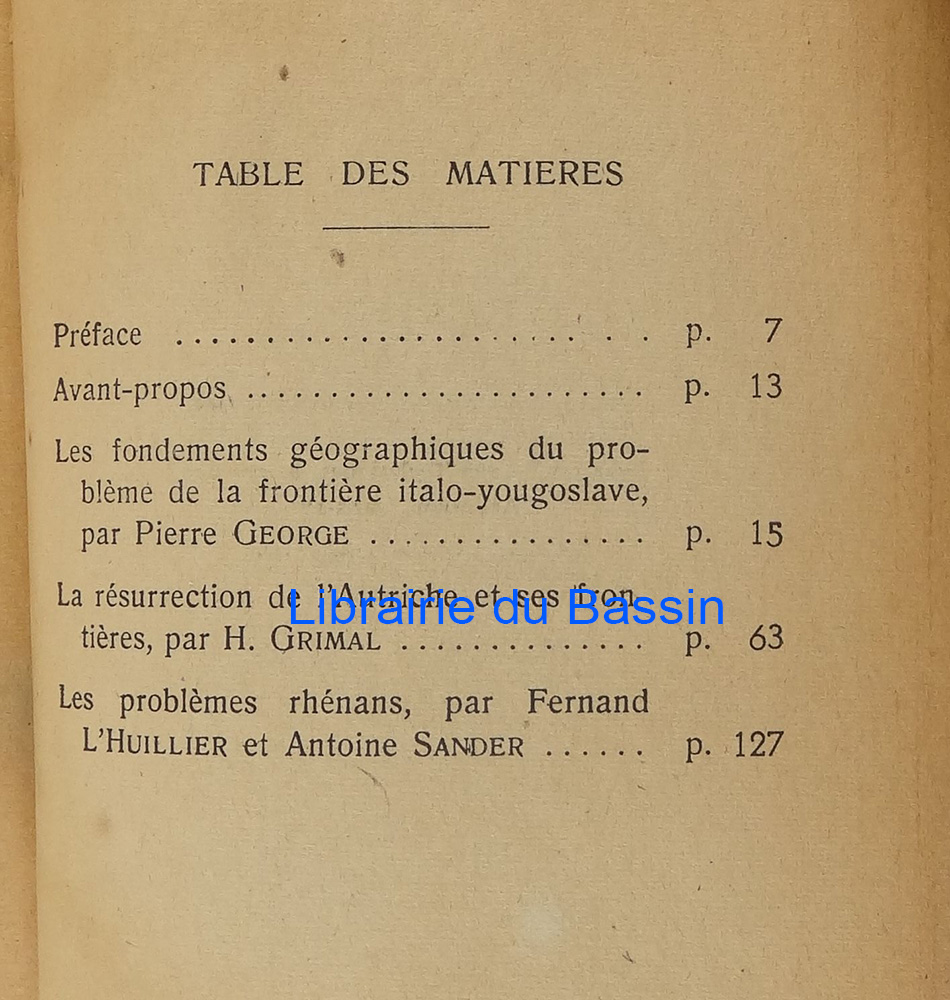 TABLE DES MATIERES
Préface ........................ p. 7
Avant-propos ........................ p. 13
Les fondements géographiques du pro-
blème de la frontière italo-yougoslave,
par Pierre GEORGE ................ p. 15
La résurrection de l'Autriche et ses fron-
Librairie du Bassin
tières, par H. GRIMAL .............. p. 63
Les problèmes rhénans, par Fernand
L'HUILLIER et Antoine SANDER ...... p. 127